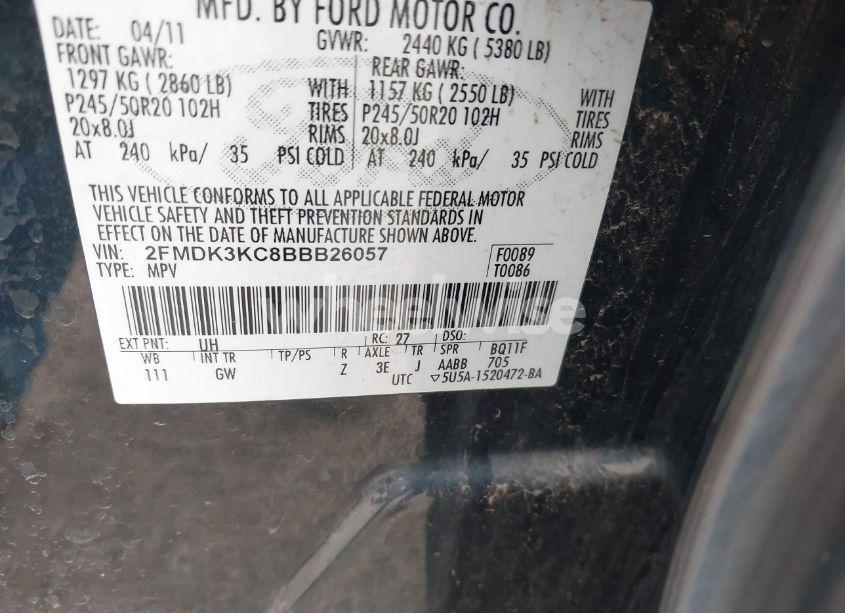 MFD. BY FORD MOTOR CO.
DATE: 04/11 GVWR: 2440 KG ( 5380 LB)
FRONT GAWR: REAR GAWR:
1297 KG ( 2860 LB) WITH 1157 KG ( 2550 LB) WITH
P245/50R20 102H TIRES P245/50R20 102H TIRES
20x8.0J RIMS 20x8.0J RIMS
AT 240 kPa/ 35 PSI COLD AT 240 kPa/ 35 PSI COLD
THIS VEHICLE CONFORMS TO ALL APPLICABLE FEDERAL MOTOR
VEHICLE SAFETY AND THEFT PREVENTION STANDARDS IN
EFFECT ON THE DATE OF MANUFACTURE SHOWN ABOVE.
VIN: 2FMDK3KC8BBB26057 F0089
TYPE: MPV T0086
wheelwise
EXT PNT: UH RC: 27 DSO:
WB INT TR TP/PS R AXLE TR SPR BQ11F
111 GW Z 3E J AABB 705
UTC ▽5U5A-1520472-BA